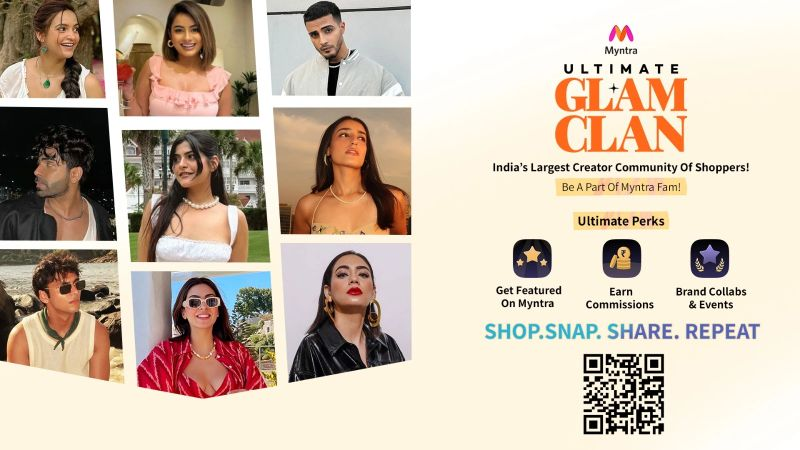 Myntra
ULTIMATE
GLAM
CLAN
India's Largest Creator Community Of Shoppers!
Be A Part Of Myntra Fam!
Ultimate Perks
Get Featured
On Myntra
Earn
Commissions
Brand Collabs
& Events
SHOP.SNAP. SHARE. REPEAT